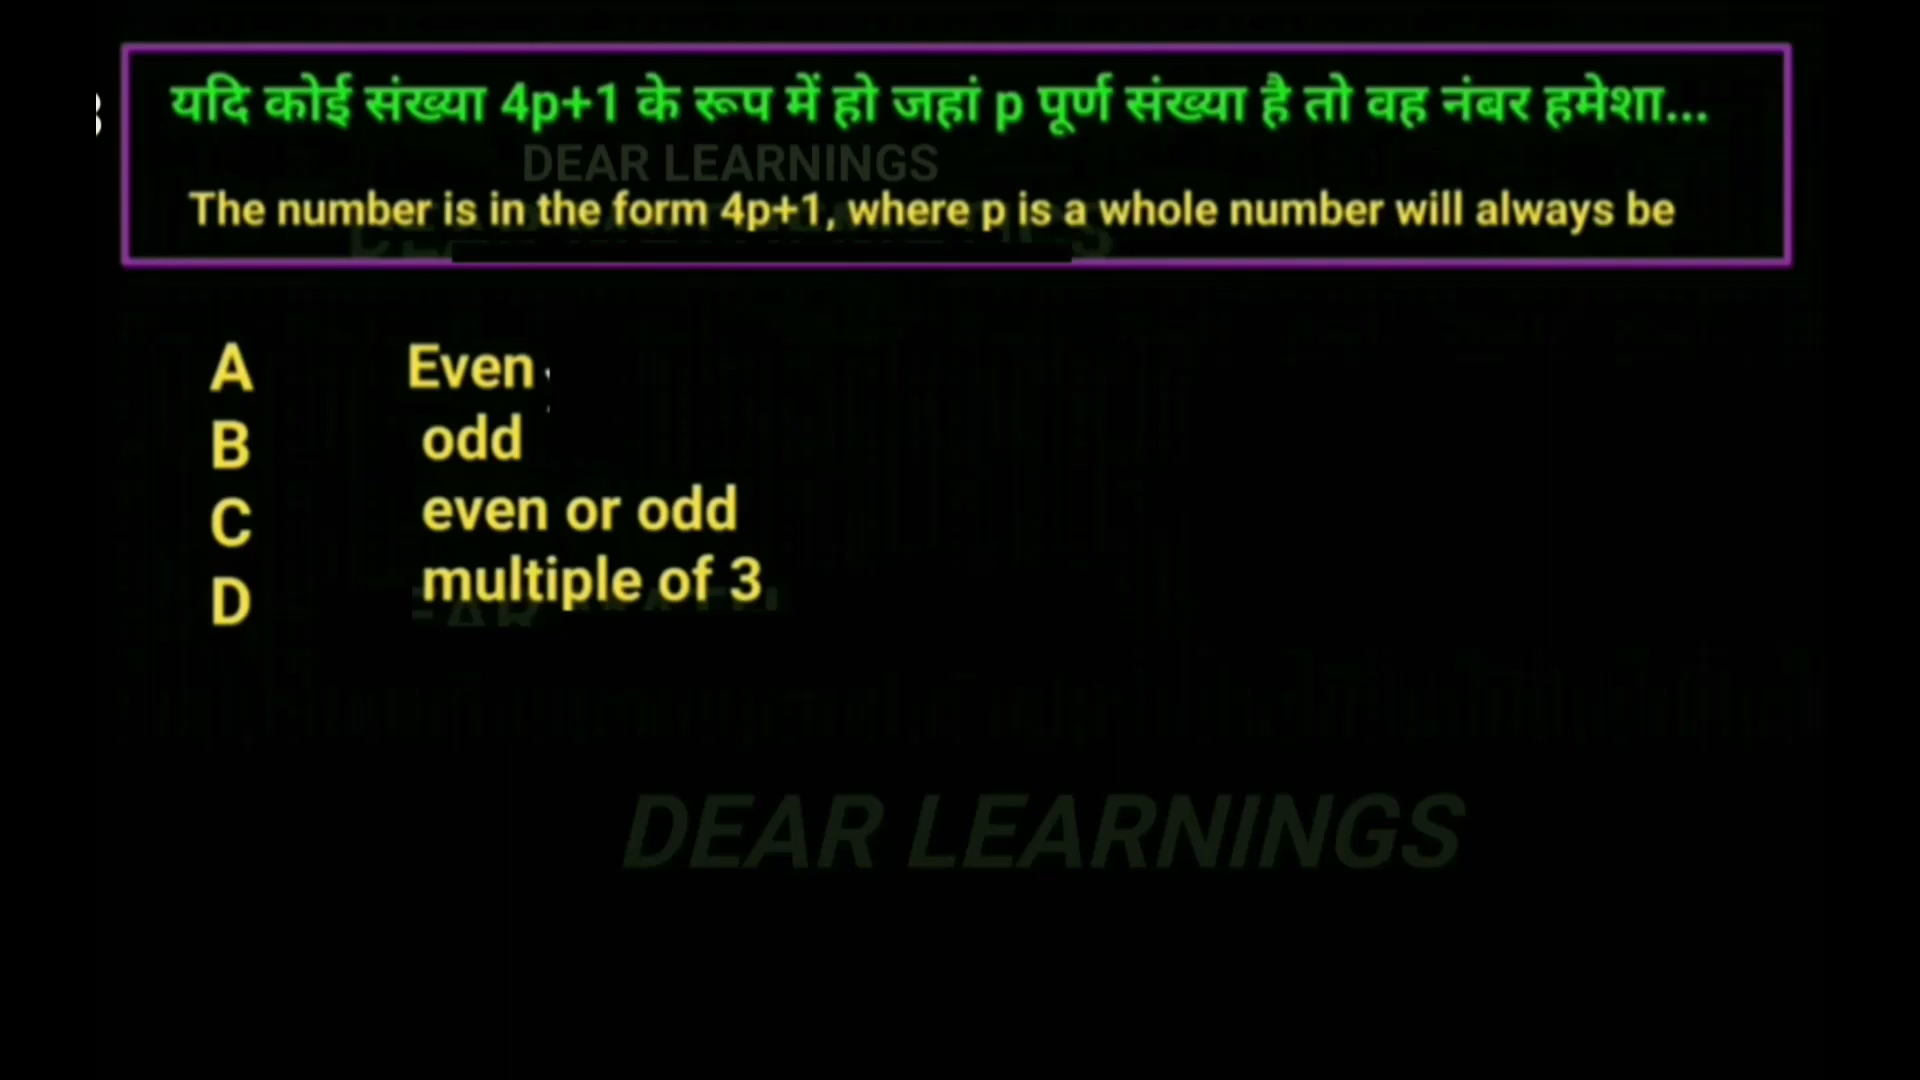 यदि कोई संख्या 4p+1 के रूप में हो जहां p पूर्ण संख्या है तो वह नंबर हमेशा...
DEAR LEARNINGS
The number is in the form 4p+1, where p is a whole number will always be
A Even
B odd
C even or odd
D multiple of 3
DEAR LEARNINGS